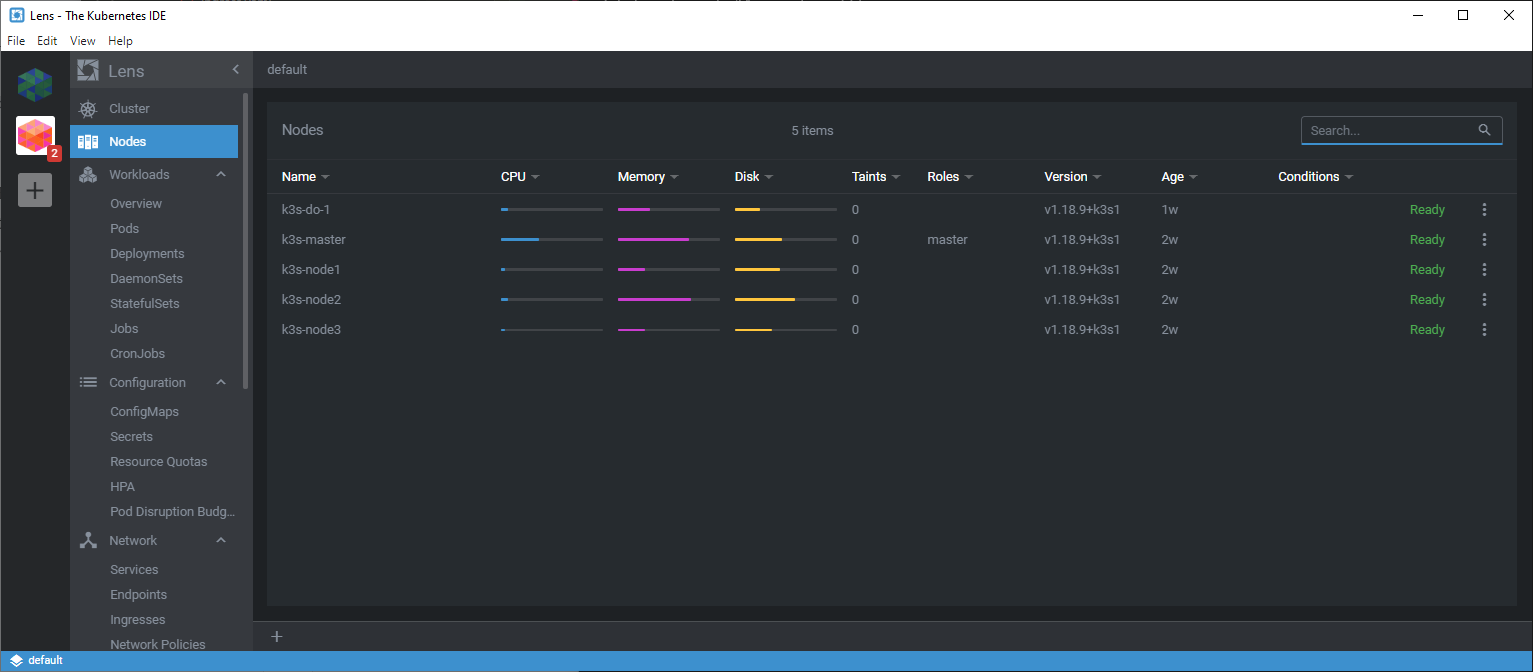 Lens - The Kubernetes IDE
File Edit View Help
Lens
default
2
Cluster
Nodes
Workloads
Overview
Pods
Deployments
DaemonSets
StatefulSets
Jobs
CronJobs
Configuration
ConfigMaps
Secrets
Resource Quotas
HPA
Pod Disruption Budg...
Network
Services
Endpoints
Ingresses
Network Policies
Nodes 5 items Search...
Name CPU Memory Disk Taints Roles Version Age Conditions
k3s-do-1 0 v1.18.9+k3s1 1w Ready
k3s-master 0 master v1.18.9+k3s1 2w Ready
k3s-node1 0 v1.18.9+k3s1 2w Ready
k3s-node2 0 v1.18.9+k3s1 2w Ready
k3s-node3 0 v1.18.9+k3s1 2w Ready
default